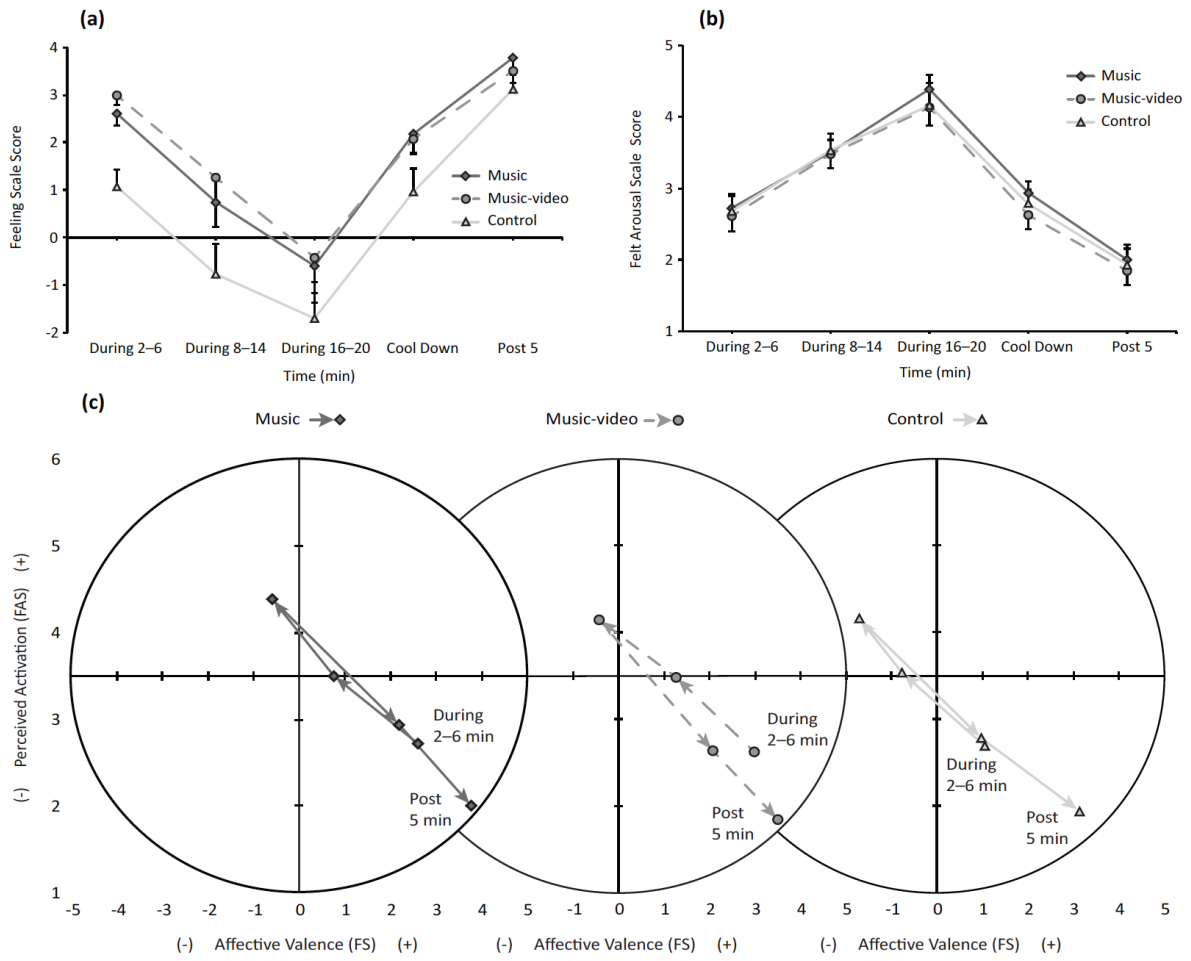 (a)
Feeling Scale Score
4
3
2
1
0
-1
-2
Music
Music-video
Control
During 2–6
During 8–14
During 16–20
Cool Down
Post 5
Time (min)
(b)
Felt Arousal Scale Score
5
4
3
2
1
Music
Music-video
Control
During 2–6
During 8–14
During 16–20
Cool Down
Post 5
Time (min)
(c)
Music
Music-video
Control
Perceived Activation (FAS)
(-)
(+)
6
5
4
3
2
1
During
2–6 min
Post
5 min
During
2–6 min
Post
5 min
During
2–6 min
Post
5 min
-5 -4 -3 -2 -1 0 1 2 3 4 5
-1 0 1 2 3 4 5
-1 0 1 2 3 4 5
(-) Affective Valence (FS) (+)
(-) Affective Valence (FS) (+)
(-) Affective Valence (FS) (+)